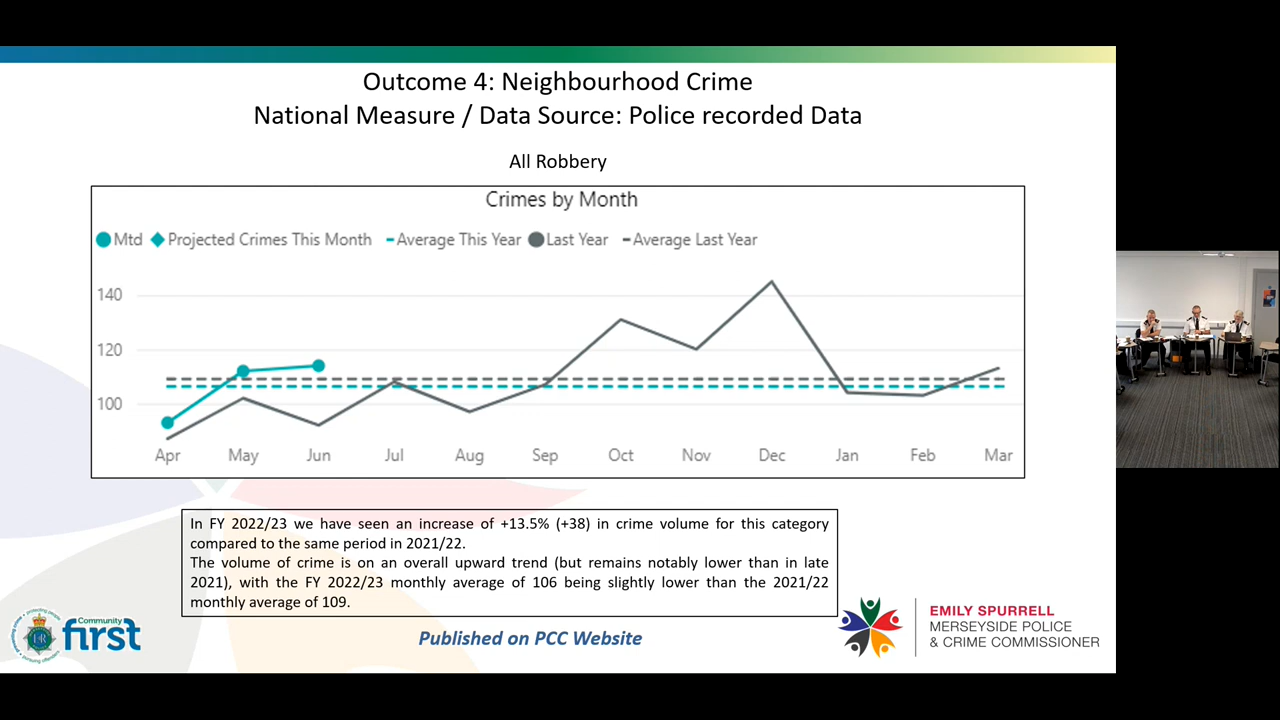 Outcome 4: Neighbourhood Crime
National Measure / Data Source: Police recorded Data
All Robbery
Crimes by Month
Mtd Projected Crimes This Month Average This Year Last Year Average Last Year
140
120
100
Apr May Jun Jul Aug Sep Oct Nov Dec Jan Feb Mar
In FY 2022/23 we have seen an increase of +13.5% (+38) in crime volume for this category
compared to the same period in 2021/22.
The volume of crime is on an overall upward trend (but remains notably lower than in late
2021), with the FY 2022/23 monthly average of 106 being slightly lower than the 2021/22
monthly average of 109.
Community
first
Published on PCC Website
EMILY SPURRELL
MERSEYSIDE POLICE
& CRIME COMMISSIONER